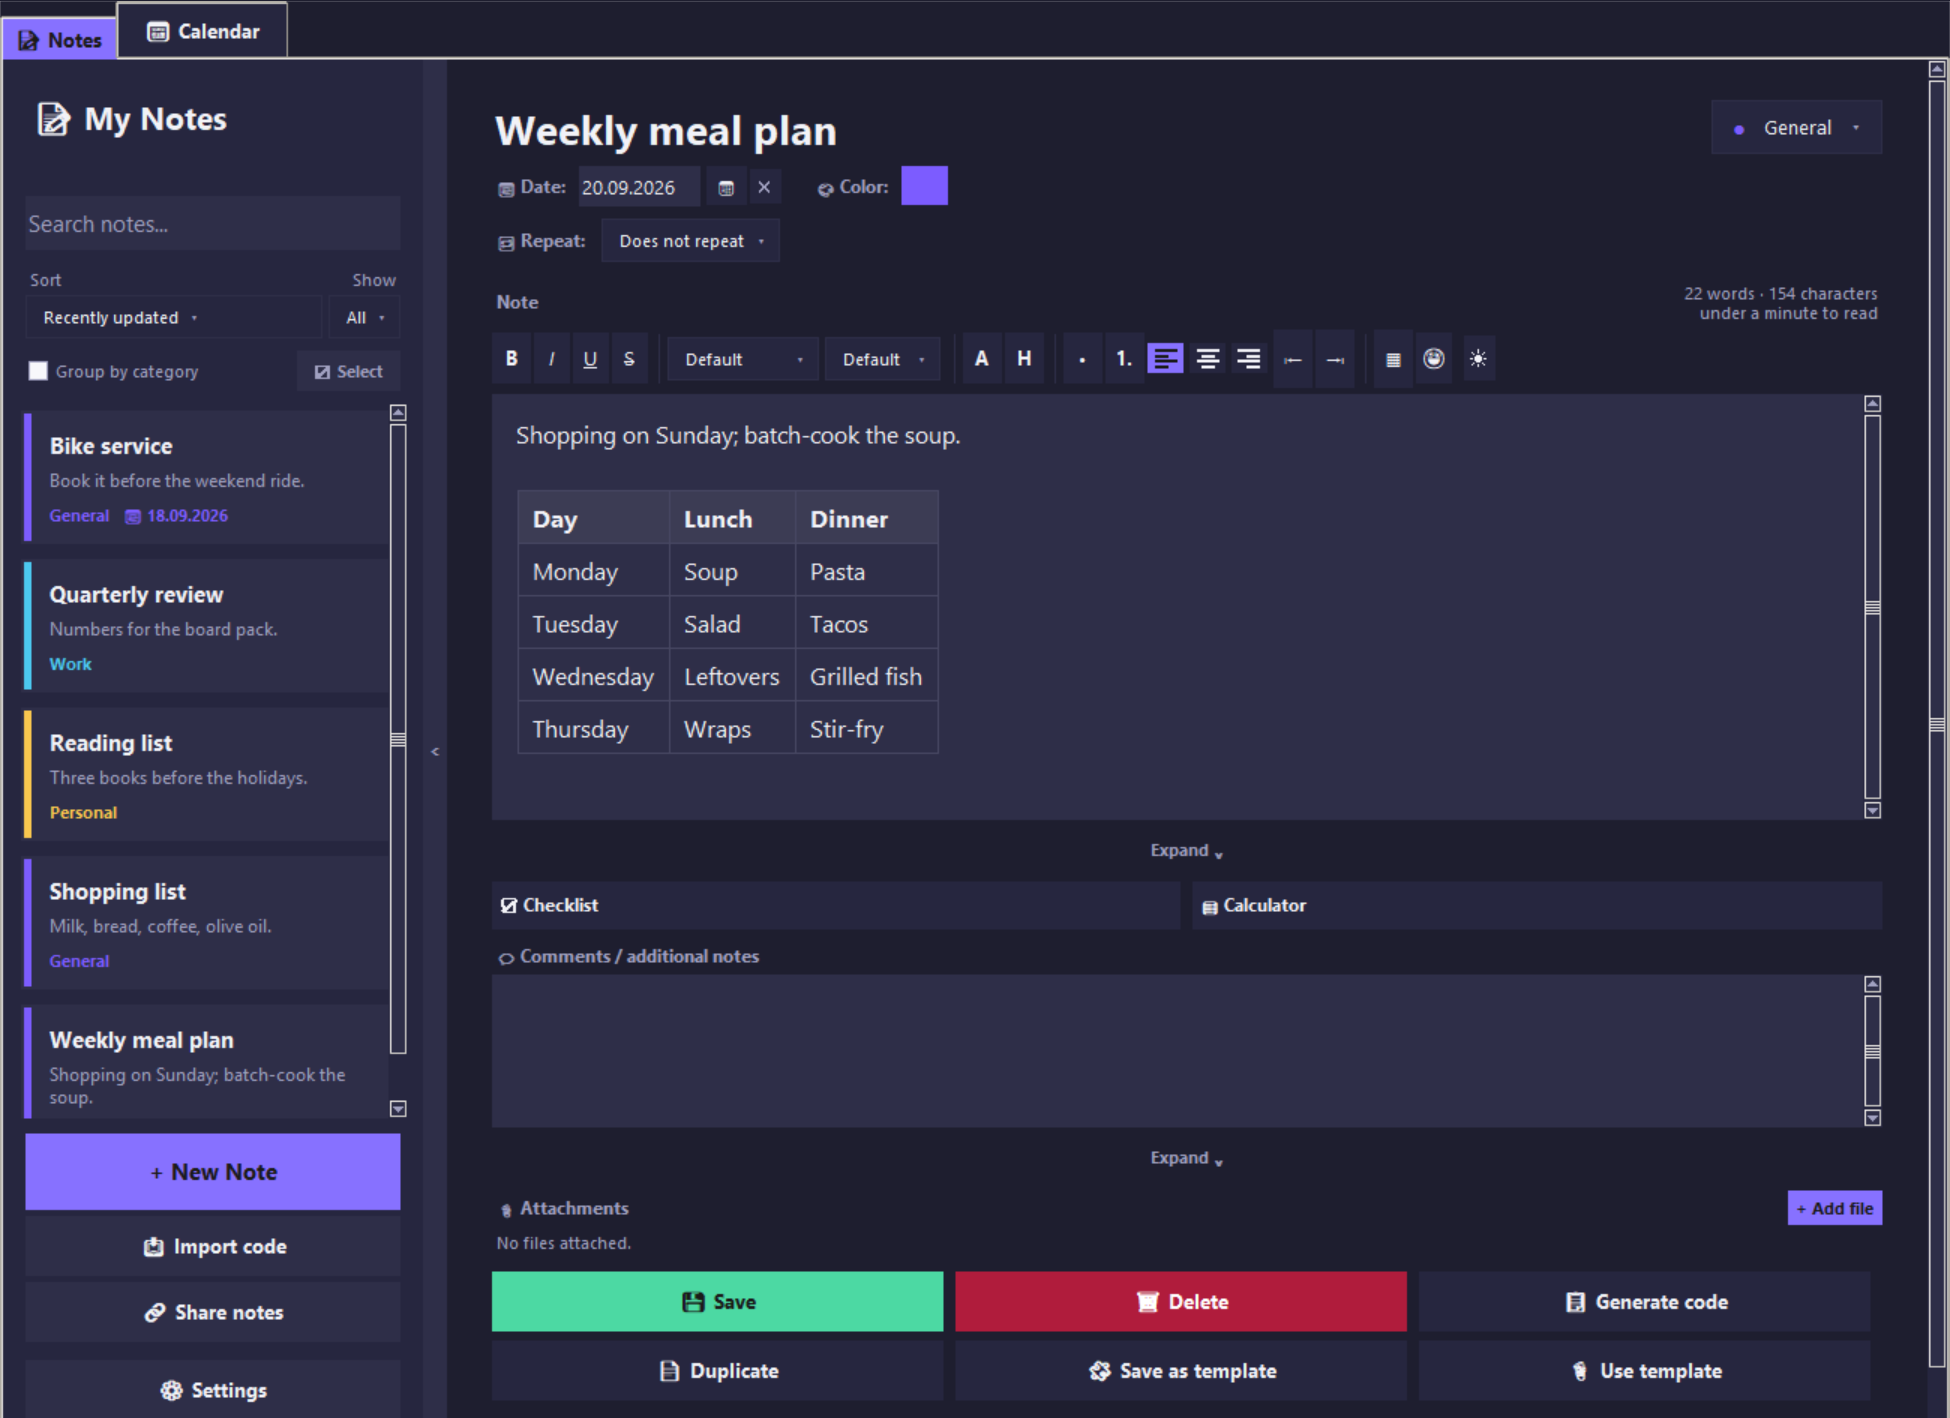 Notes
Calendar
My Notes
Search notes...
Sort
Show
Recently updated
All
Group by category
Select
Bike service
Book it before the weekend ride.
General 18.09.2026
Quarterly review
Numbers for the board pack.
Work
Reading list
Three books before the holidays.
Personal
Shopping list
Milk, bread, coffee, olive oil.
General
Weekly meal plan
Shopping on Sunday; batch-cook the
soup.
+ New Note
Import code
Share notes
Settings
<
Weekly meal plan
General
Date: 20.09.2026
Color:
Repeat: Does not repeat
Note
22 words · 154 characters
under a minute to read
B I U S Default Default A H • 1.
Shopping on Sunday; batch-cook the soup.
Day Lunch Dinner
Monday Soup Pasta
Tuesday Salad Tacos
Wednesday Leftovers Grilled fish
Thursday Wraps Stir-fry
Expand
Checklist
Calculator
Comments / additional notes
Expand
Attachments
+ Add file
No files attached.
Save
Delete
Generate code
Duplicate
Save as template
Use template